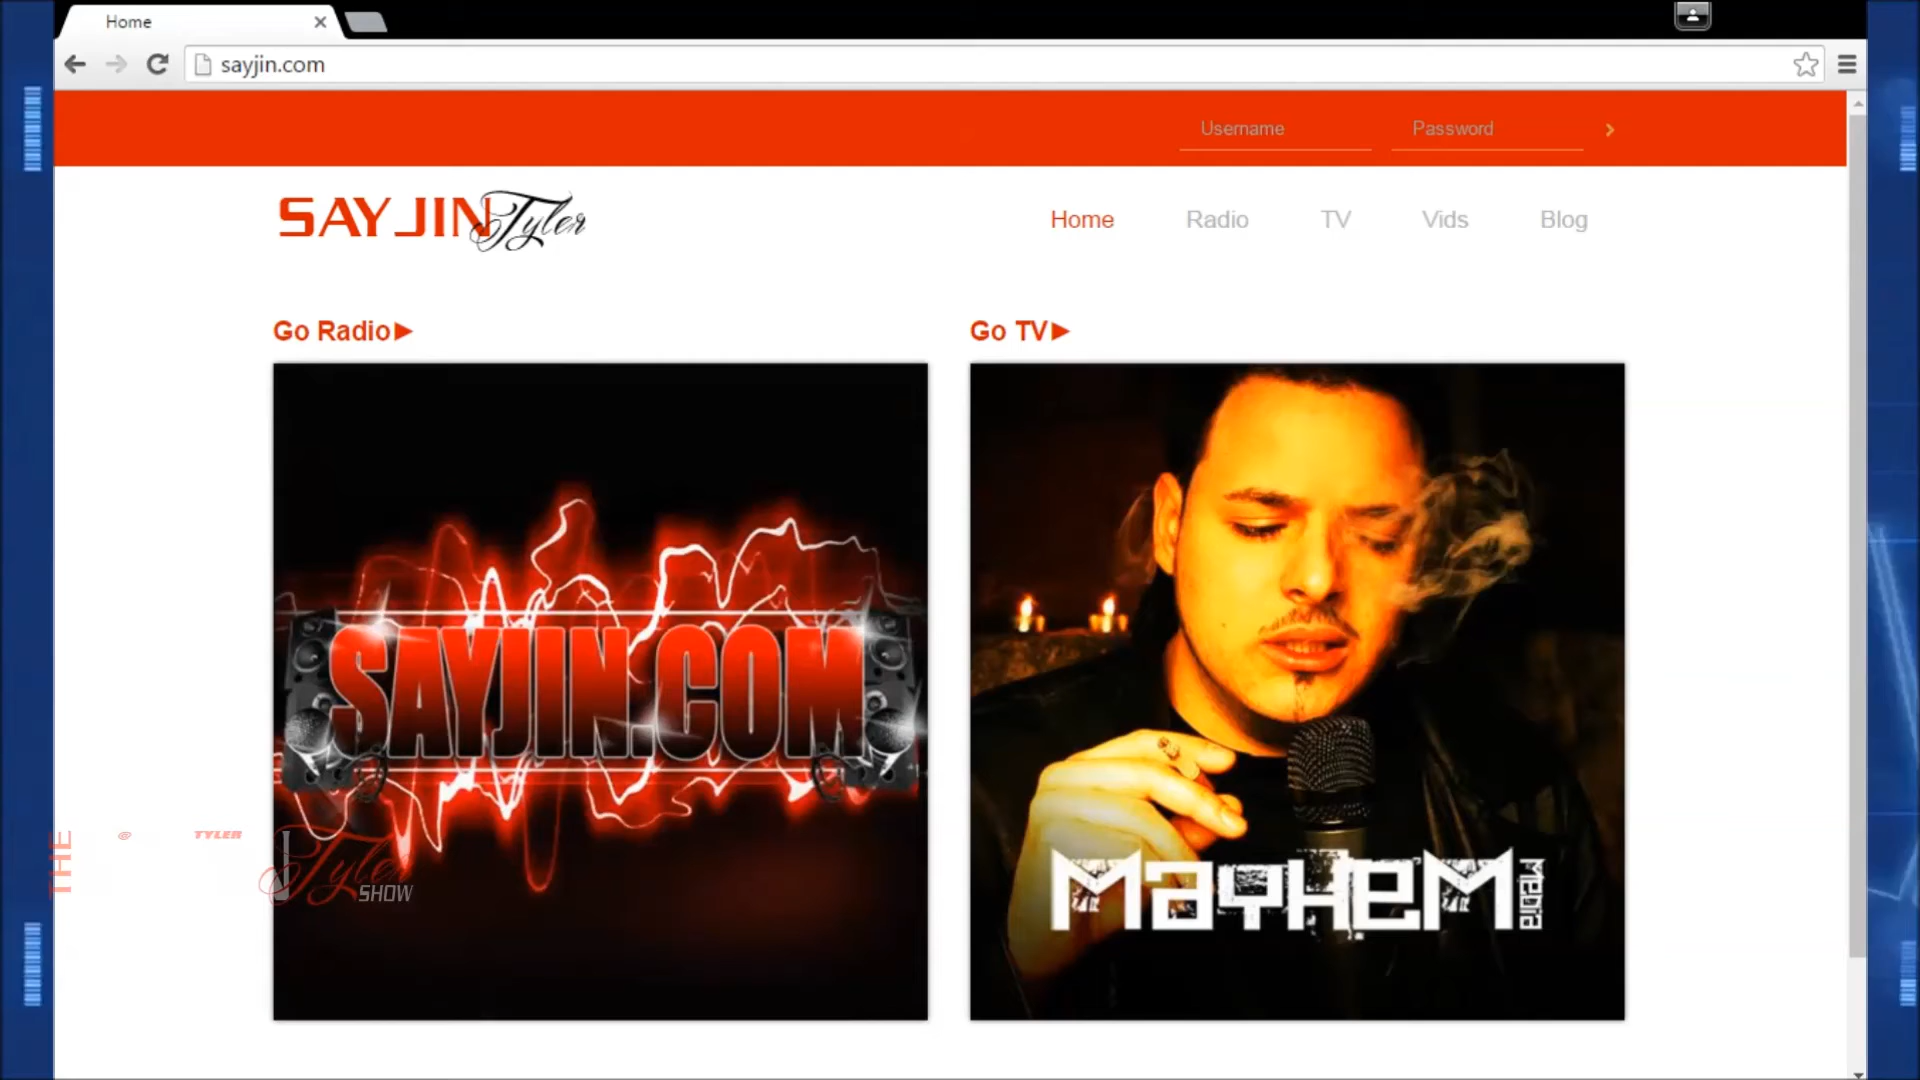 Home
sayjin.com
Username
Password
SAYJIN Tyler
Home
Radio
TV
Vids
Blog
Go Radio►
Go TV►
SAYJIN.COM
MayheM Madia
THE
@
TYLER
J Tyler
SHOW